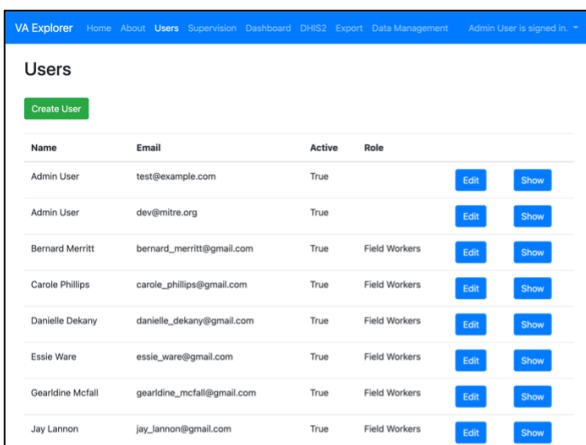 VA Explorer Home About Users Supervision Dashboard DHIS2 Export Data Management Admin User is signed in.
Users
Create User
Name Email Active Role
Admin User test@example.com True Edit Show
Admin User dev@mitre.org True Edit Show
Bernard Merritt bernard_merritt@gmail.com True Field Workers Edit Show
Carole Phillips carole_phillips@gmail.com True Field Workers Edit Show
Danielle Dekany danielle_dekany@gmail.com True Field Workers Edit Show
Essie Ware essie_ware@gmail.com True Field Workers Edit Show
Gearldine Mcfall gearldine_mcfall@gmail.com True Field Workers Edit Show
Jay Lannon jay_lannon@gmail.com True Field Workers Edit Show